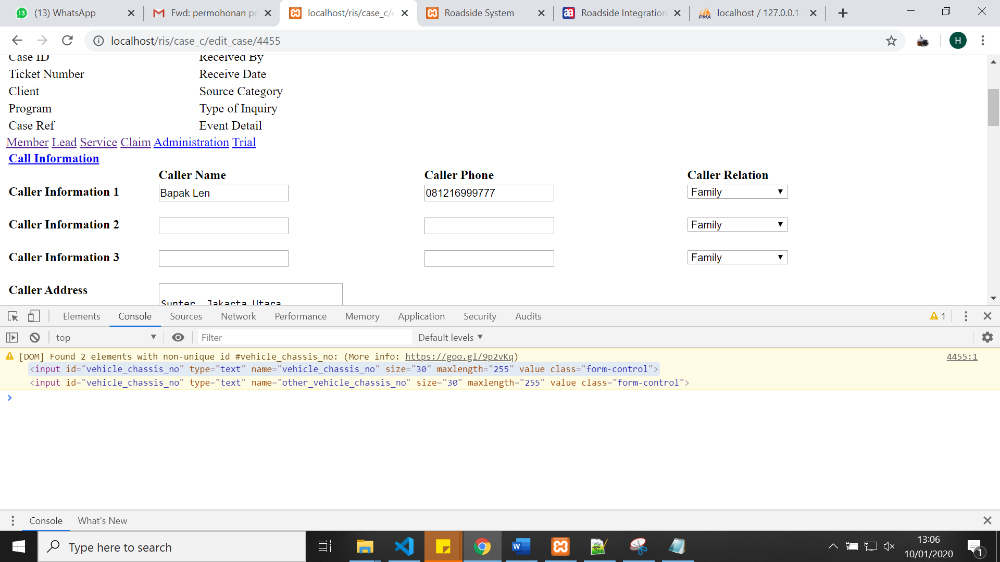 13 (13) WhatsApp
Fwd: permohonan pe
localhost/ris/case_c/e
Roadside System
aa Roadside Integration
PMA localhost / 127.0.0.1
localhost/ris/case_c/edit_case/4455
H
Case ID Received By
Ticket Number Receive Date
Client Source Category
Program Type of Inquiry
Case Ref Event Detail
Member Lead Service Claim Administration Trial
Call Information
Caller Name Caller Phone Caller Relation
Caller Information 1 Bapak Len 081216999777 Family
Caller Information 2 Family
Caller Information 3 Family
Caller Address
Sunter, Jakarta Utara
Elements Console Sources Network Performance Memory Application Security Audits 1
top Filter Default levels
[DOM] Found 2 elements with non-unique id #vehicle_chassis_no: (More info: https://goo.gl/9p2vKq) 4455:1
<input id="vehicle_chassis_no" type="text" name="vehicle_chassis_no" size="30" maxlength="255" value class="form-control">
<input id="vehicle_chassis_no" type="text" name="other_vehicle_chassis_no" size="30" maxlength="255" value class="form-control">
>
Console What's New
Type here to search
W
13:06
10/01/2020
1